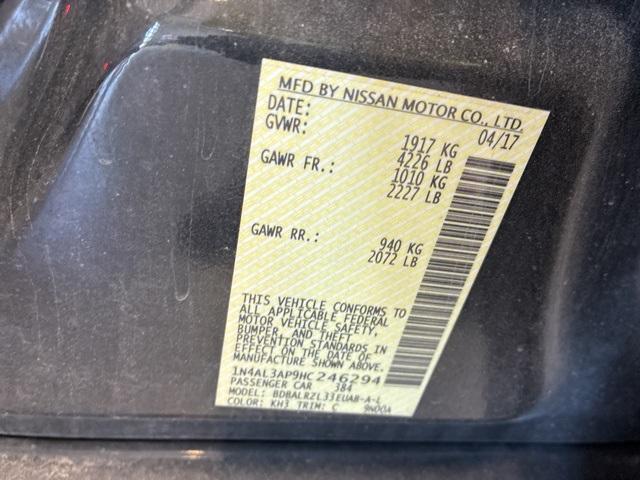 MFD BY NISSAN MOTOR CO., LTD.
DATE: 04/17
GVWR: 1917 KG
4226 LB
GAWR FR.: 1010 KG
2227 LB
GAWR RR.: 940 KG
2072 LB
THIS VEHICLE CONFORMS TO
ALL APPLICABLE FEDERAL
MOTOR VEHICLE SAFETY,
BUMPER, AND THEFT
PREVENTION STANDARDS IN
EFFECT ON THE DATE OF
MANUFACTURE SHOWN ABOVE.
1N4AL3AP9HC246294
PASSENGER CAR 384
MODEL: BDBALRZL33EUA8-A-L
COLOR: KH3 TRIM: C 9N00A